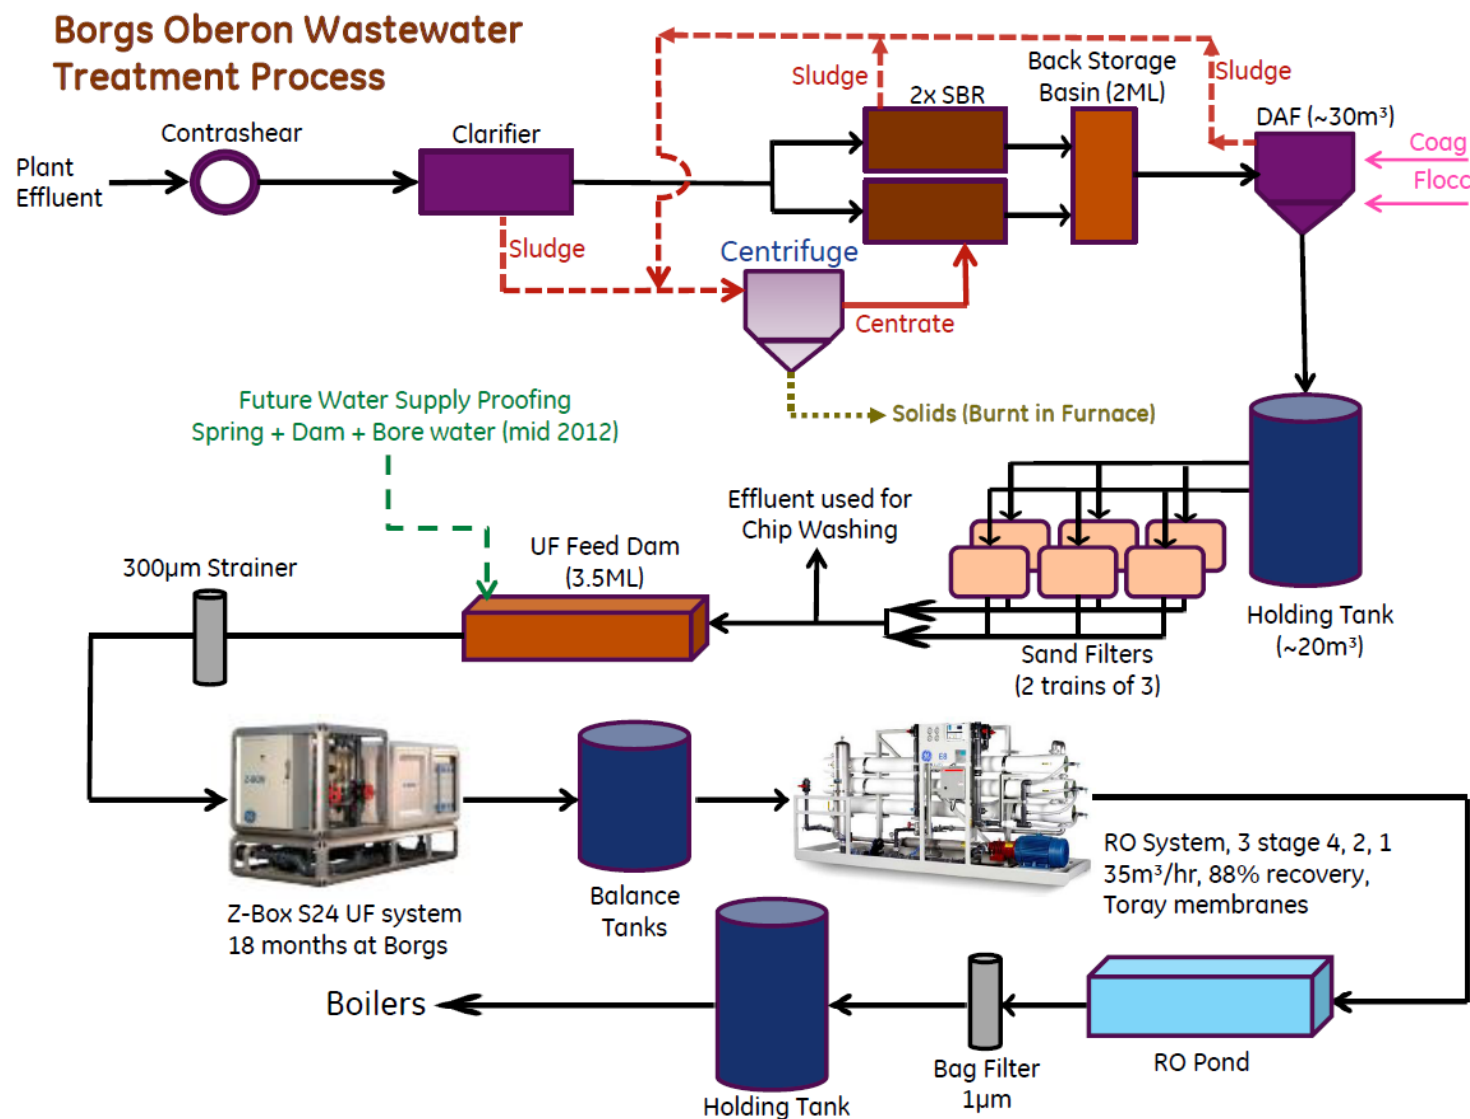 Borgs Oberon Wastewater
Treatment Process
Contrashear
Clarifier
Plant
Effluent
Sludge
Sludge
2x SBR
Back Storage
Basin (2ML)
Sludge
DAF (~30m³)
Coag
Flocc
Centrifuge
Centrate
Solids (Burnt in Furnace)
Future Water Supply Proofing
Spring + Dam + Bore water (mid 2012)
Effluent used for
Chip Washing
300µm Strainer
UF Feed Dam
(3.5ML)
Sand Filters
(2 trains of 3)
Holding Tank
(~20m³)
Z-BOX
Z-Box S24 UF system
18 months at Borgs
Balance
Tanks
E8
RO System, 3 stage 4, 2, 1
35m³/hr, 88% recovery,
Toray membranes
Boilers
Holding Tank
Bag Filter
1µm
RO Pond